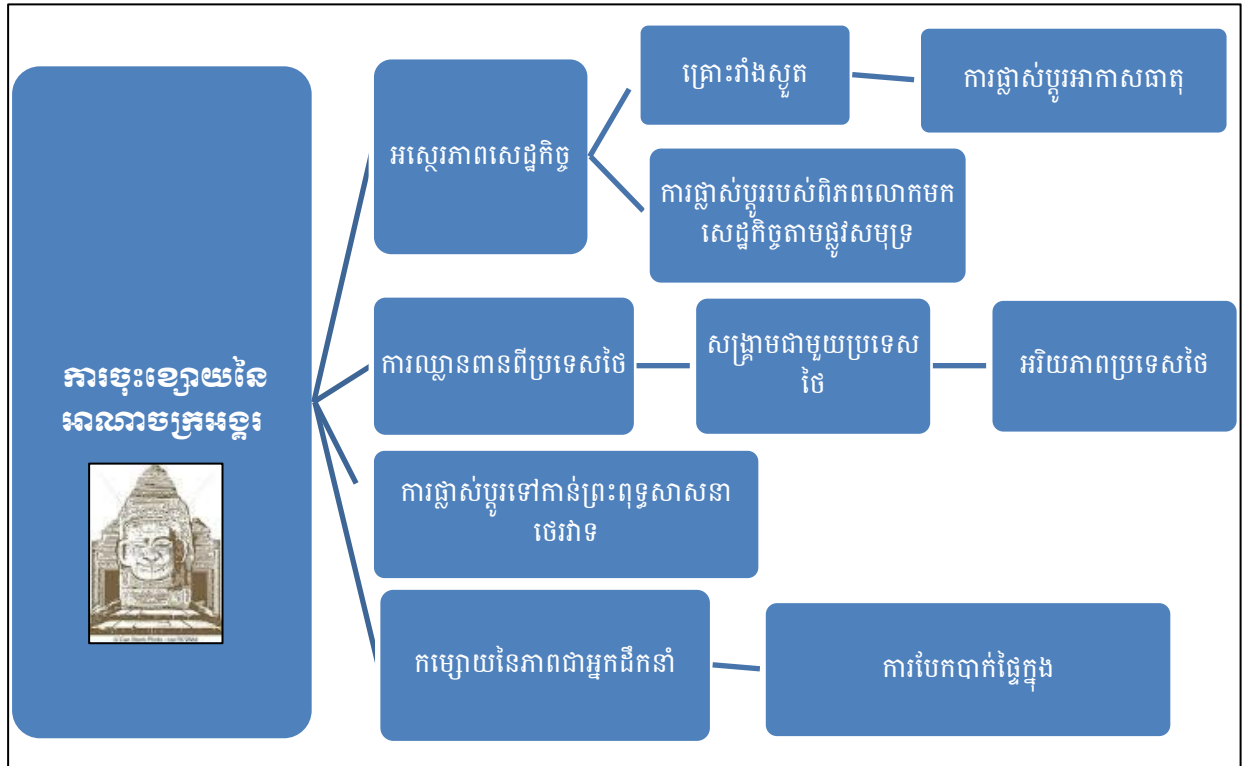 ការចុះខ្សោយនៃ
អាណាចក្រអង្គរ
អស្ថេរភាពសេដ្ឋកិច្ច
គ្រោះរាំងស្ងួត
ការផ្លាស់ប្តូរអាកាសធាតុ
ការផ្លាស់ប្តូររបស់ពិភពលោកមក
សេដ្ឋកិច្ចតាមផ្លូវសមុទ្រ
ការឈ្លានពានពីប្រទេសថៃ
សង្គ្រាមជាមួយប្រទេស
ថៃ
អរិយភាពប្រទេសថៃ
ការផ្លាស់ប្តូរទៅកាន់ព្រះពុទ្ធសាសនា
ថេរវាទ
កម្សោយនៃភាពជាអ្នកដឹកនាំ
ការបែកបាក់ផ្ទៃក្នុង